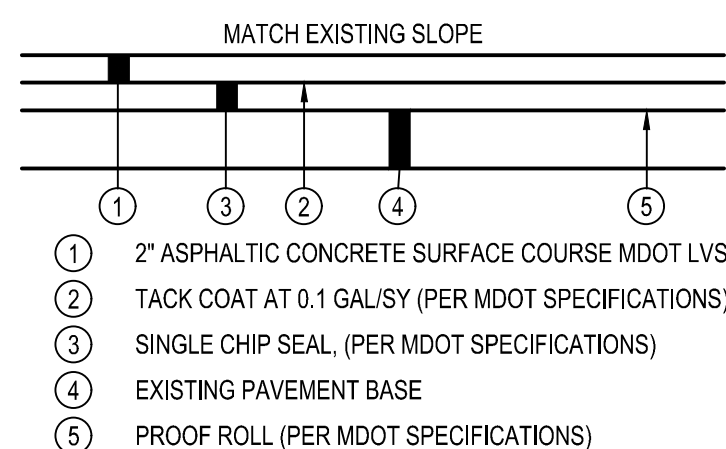 MATCH EXISTING SLOPE
1 3 2 4 5
1 2" ASPHALTIC CONCRETE SURFACE COURSE MDOT LVS
2 TACK COAT AT 0.1 GAL/SY (PER MDOT SPECIFICATIONS)
3 SINGLE CHIP SEAL, (PER MDOT SPECIFICATIONS)
4 EXISTING PAVEMENT BASE
5 PROOF ROLL (PER MDOT SPECIFICATIONS)